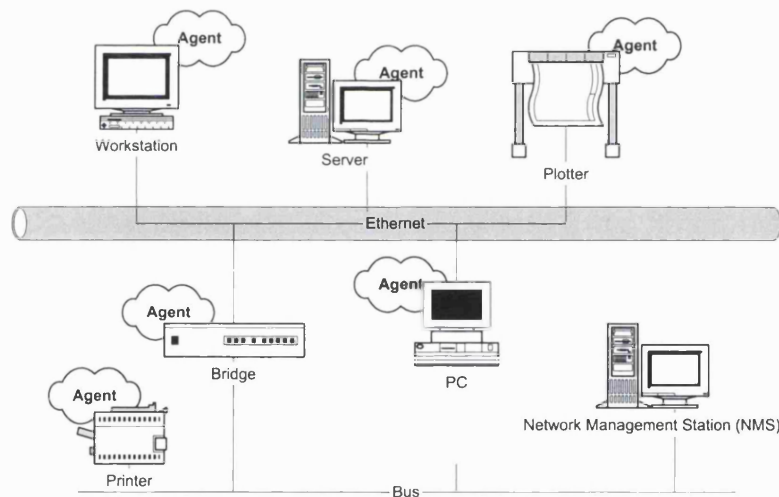 Agent
Workstation
Agent
Server
Agent
Plotter
Ethernet
Agent
Bridge
Agent
PC
Agent
Printer
Network Management Station (NMS)
Bus